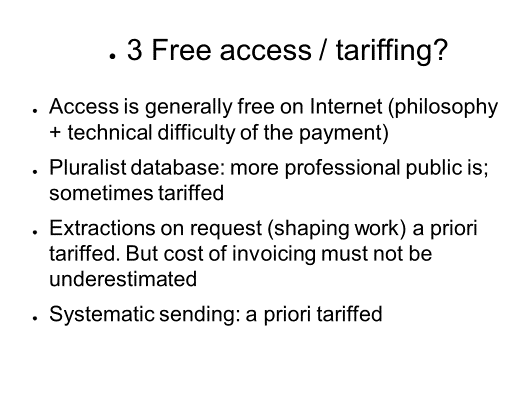 • 3 Free access / tariffing?
• Access is generally free on Internet (philosophy
+ technical difficulty of the payment)
• Pluralist database: more professional public is;
sometimes tariffed
• Extractions on request (shaping work) a priori
tariffed. But cost of invoicing must not be
underestimated
• Systematic sending: a priori tariffed